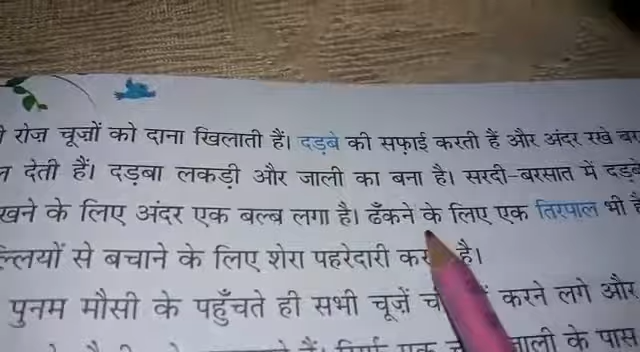 रोज़ चूज़ों को दाना खिलाती हैं। दड़बे की सफ़ाई करती हैं और अंदर रखे
देती हैं। दड़बा लकड़ी और जाली का बना है। सरदी-बरसात में
के लिए अंदर एक बल्ब लगा है। ढँकने के लिए एक तिरपाल भी
से बचाने के लिए शेरा पहरेदारी है।
पुनम मौसी के पहुँचते ही सभी चूज़ें करने लगे और
एक जाली के पास